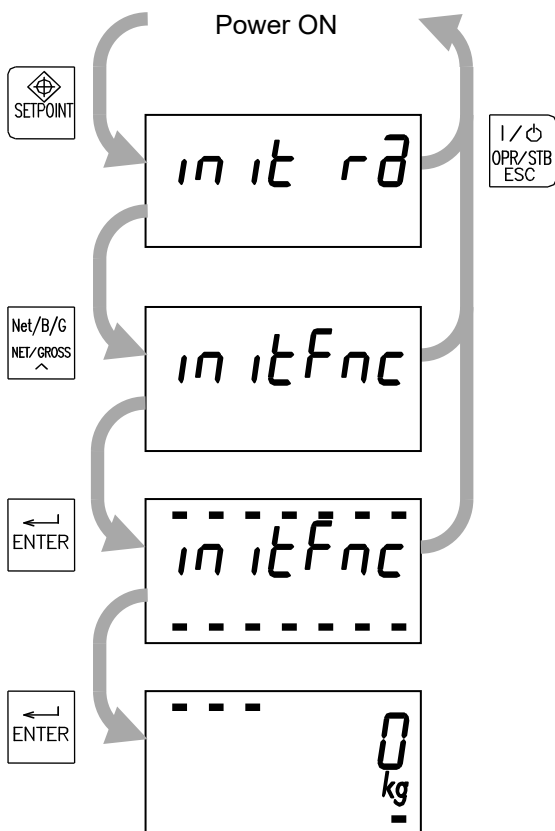 Power ON
SETPOINT
init rd
I/⏻
OPR/STB
ESC
Net/B/G
NET/GROSS
initFnc
ENTER
initFnc
ENTER
0
kg